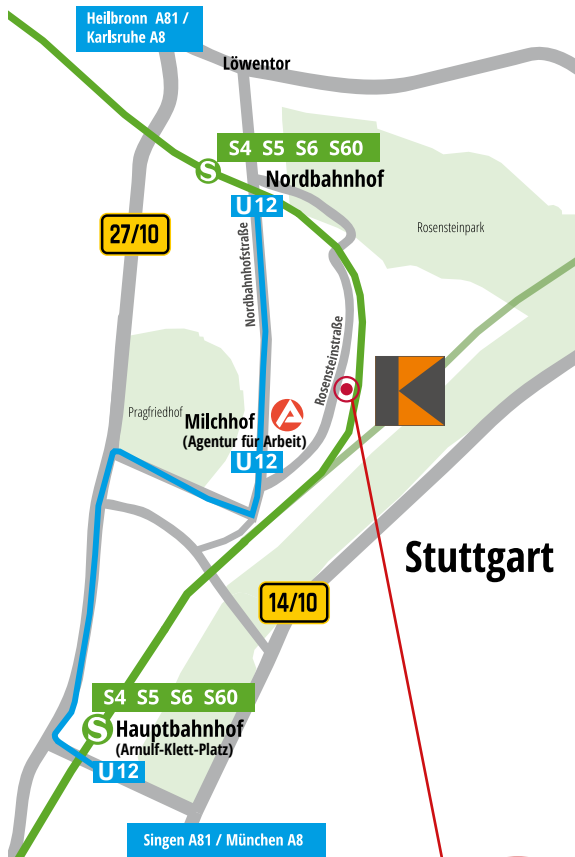 Heilbronn A81 /
Karlsruhe A8
Löwentor
S4 S5 S6 S60
S
Nordbahnhof
U12
27/10
Rosensteinpark
Nordbahnhofstraße
Rosensteinstraße
Pragfriedhof
Milchhof
(Agentur für Arbeit)
U12
Stuttgart
14/10
S4 S5 S6 S60
S
Hauptbahnhof
(Arnulf-Klett-Platz)
U12
Singen A81 / München A8